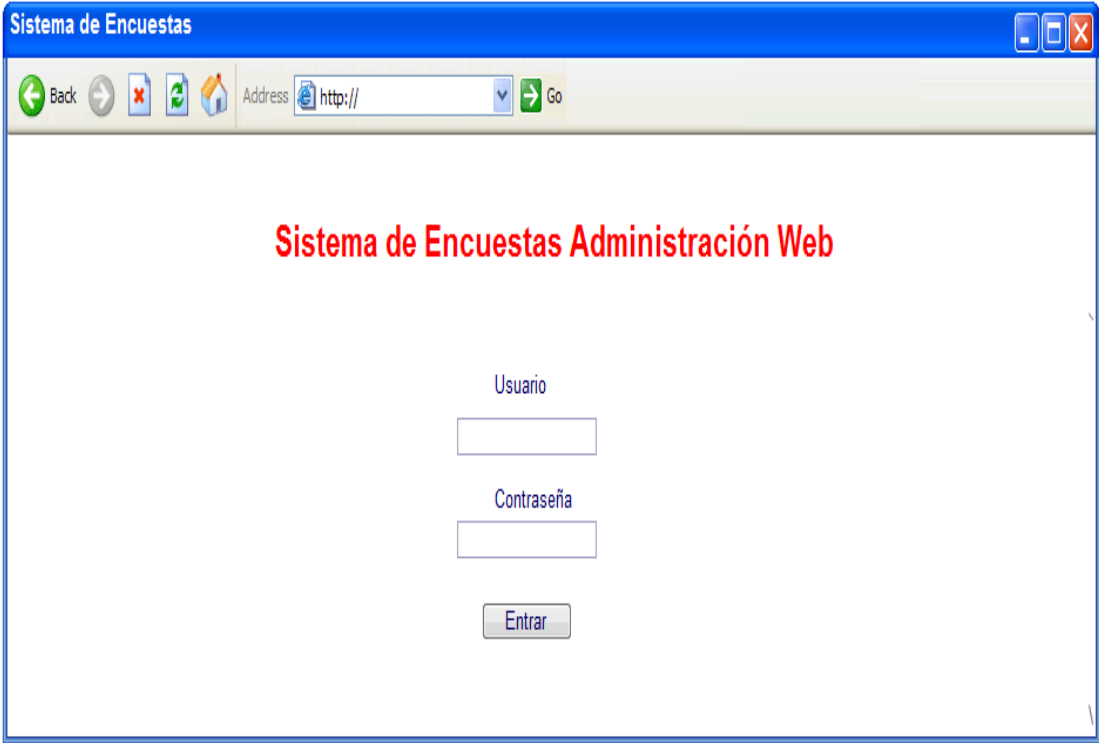 Sistema de Encuestas
Back Address http:// Go
Sistema de Encuestas Administración Web
Usuario
Contraseña
Entrar